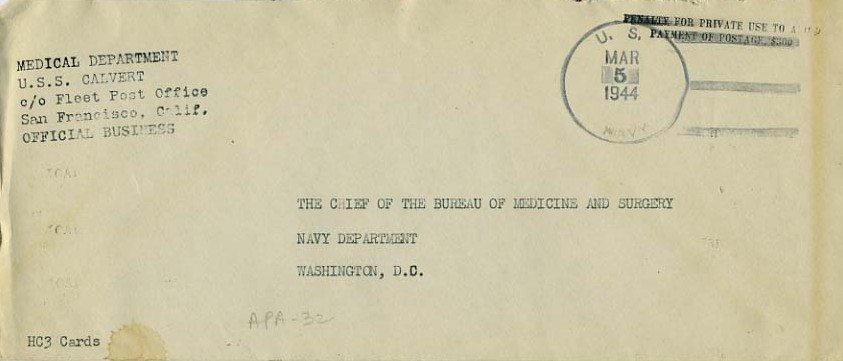 PENALTY FOR PRIVATE USE TO
PAYMENT OF POSTAGE, $300
MEDICAL DEPARTMENT
U.S.S. CALVERT
c/o Fleet Post Office
San Francisco, Calif.
OFFICIAL BUSINESS
U. S.
MAR
5
1944
NAVY
THE CHIEF OF THE BUREAU OF MEDICINE AND SURGERY
NAVY DEPARTMENT
WASHINGTON, D.C.
APA-32
HC3 Cards